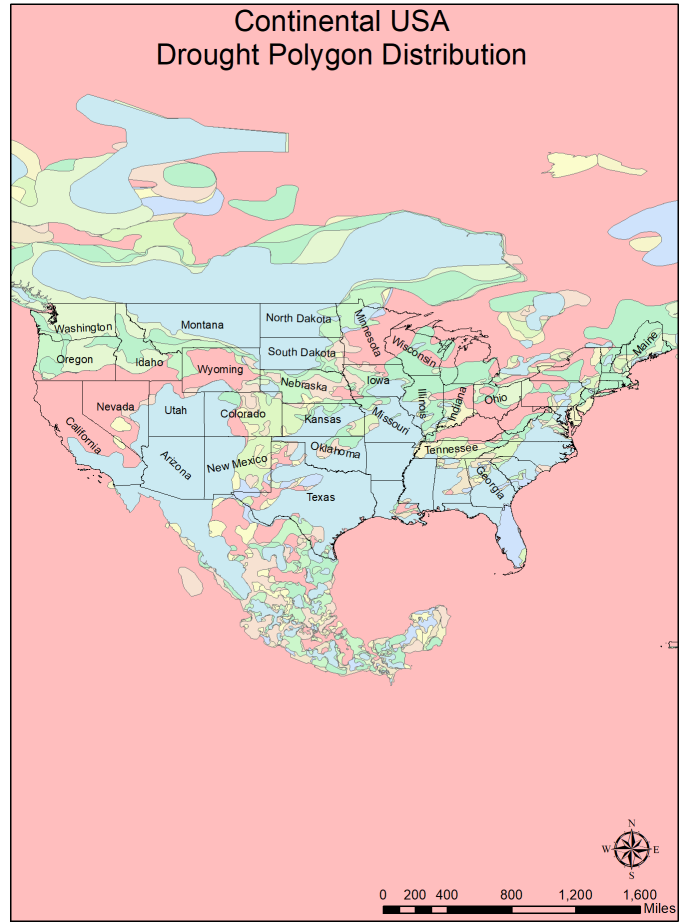 Continental USA
Drought Polygon Distribution
Washington
Montana
North Dakota
Minnesota
Maine
Oregon
Idaho
South Dakota
Wisconsin
Wyoming
Nebraska
Iowa
Nevada
Utah
Colorado
Kansas
Missouri
Illinois
Indiana
Ohio
California
Arizona
New Mexico
Oklahoma
Tennessee
Georgia
Texas
N
W
E
S
0 200 400 800 1,200 1,600
Miles